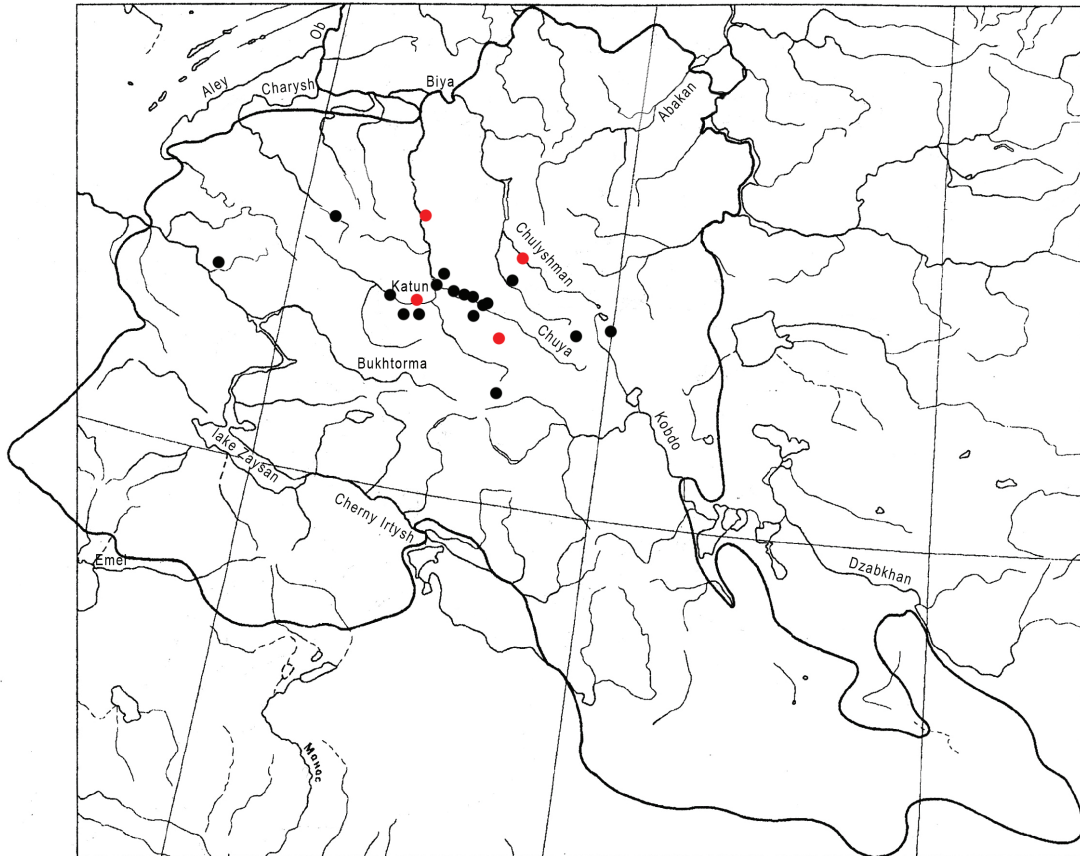 Ob
Aley
Charysh
Biya
Abakan
Chulyshman
Katun
Chuya
Bukhtorma
Kobdo
lake Zaysan
Cherny Irtysh
Emel
Dzabkhan
Манас